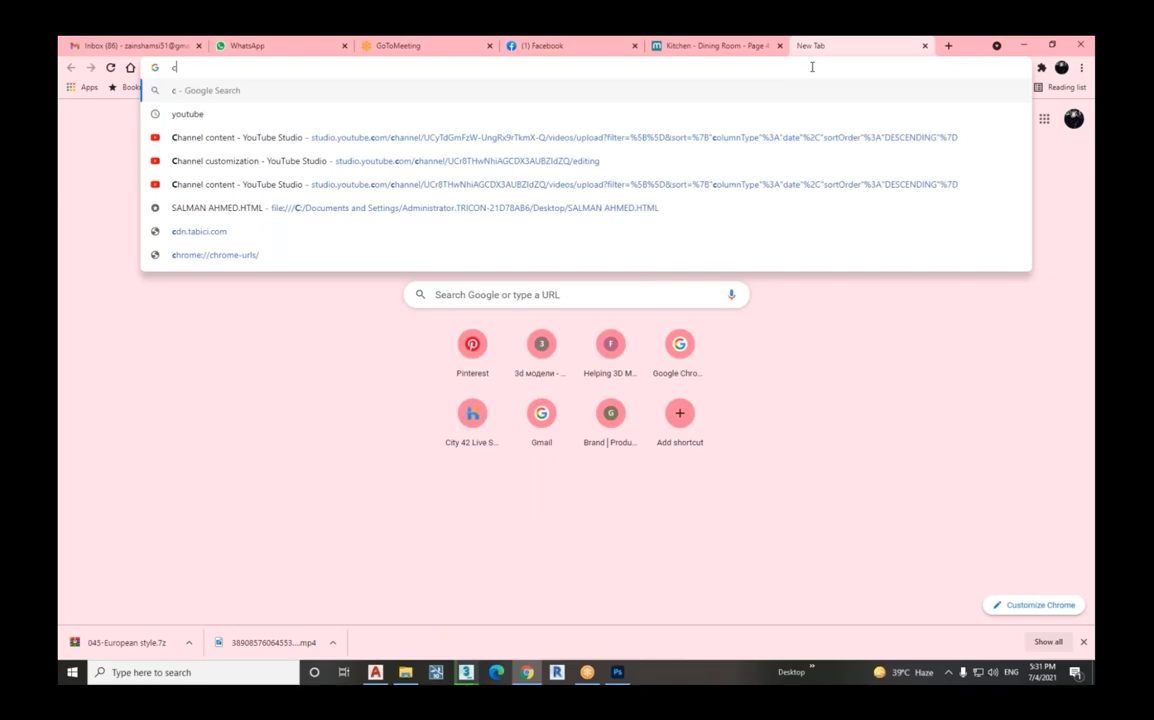 Inbox (86) - zainshamsi51@gma
WhatsApp
GoToMeeting
(1) Facebook
Kitchen - Dining Room - Page 4
New Tab
c
Apps
Book
Reading list
c - Google Search
youtube
Channel content - YouTube Studio - studio.youtube.com/channel/UCyTdGmFzW-UngRx9rTkmX-Q/videos/upload?filter=%5B%5D&sort=%7B"columnType"%3A"date"%2C"sortOrder"%3A"DESCENDING"%7D
Channel customization - YouTube Studio - studio.youtube.com/channel/UCr8THwNhiAGCDX3AUBZIdZQ/editing
Channel content - YouTube Studio - studio.youtube.com/channel/UCr8THwNhiAGCDX3AUBZIdZQ/videos/upload?filter=%5B%5D&sort=%7B"columnType"%3A"date"%2C"sortOrder"%3A"DESCENDING"%7D
SALMAN AHMED.HTML - file:///C:/Documents and Settings/Administrator.TRICON-21D78AB6/Desktop/SALMAN AHMED.HTML
cdn.tabici.com
chrome://chrome-urls/
Search Google or type a URL
3
F
Pinterest
3d модели - ...
Helping 3D M...
Google Chro...
G
City 42 Live S...
Gmail
Brand | Produ...
Add shortcut
Customize Chrome
045-European style.7z
38908576064553....mp4
Show all
Type here to search
Desktop
39°C Haze
ENG
5:31 PM
7/4/2021